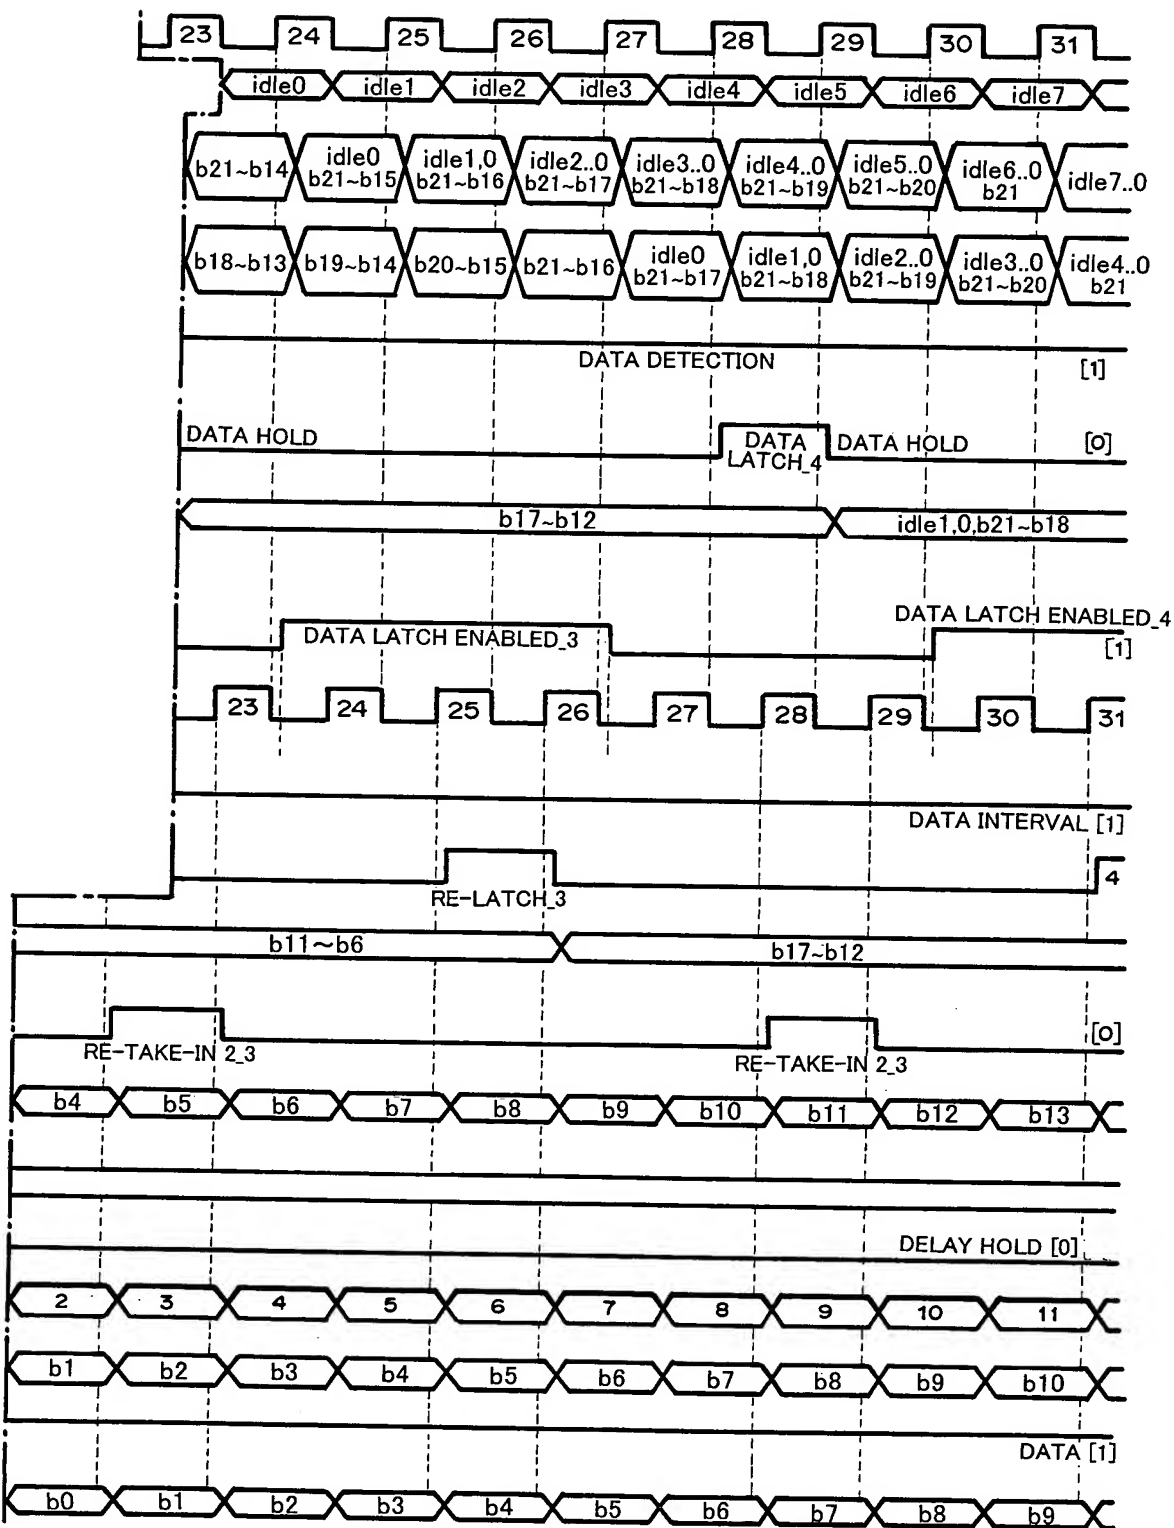 23 24 25 26 27 28 29 30 31
idle0 idle1 idle2 idle3 idle4 idle5 idle6 idle7
b21~b14 idle0 idle1,0 idle2..0 idle3..0 idle4..0 idle5..0 idle6..0 idle7..0
b21~b15 b21~b16 b21~b17 b21~b18 b21~b19 b21~b20 b21
b18~b13 b19~b14 b20~b15 b21~b16 idle0 idle1,0 idle2..0 idle3..0 idle4..0
b21~b17 b21~b18 b21~b19 b21~b20 b21
DATA DETECTION [1]
DATA HOLD DATA DATA HOLD [0]
LATCH_4
b17~b12 idle1,0,b21~b18
DATA LATCH ENABLED_4
DATA LATCH ENABLED_3 [1]
23 24 25 26 27 28 29 30 31
DATA INTERVAL [1]
RE-LATCH_3 4
b11~b6 b17~b12
[0]
RE-TAKE-IN 2_3 RE-TAKE-IN 2_3
b4 b5 b6 b7 b8 b9 b10 b11 b12 b13
DELAY HOLD [0]
2 3 4 5 6 7 8 9 10 11
b1 b2 b3 b4 b5 b6 b7 b8 b9 b10
DATA [1]
b0 b1 b2 b3 b4 b5 b6 b7 b8 b9